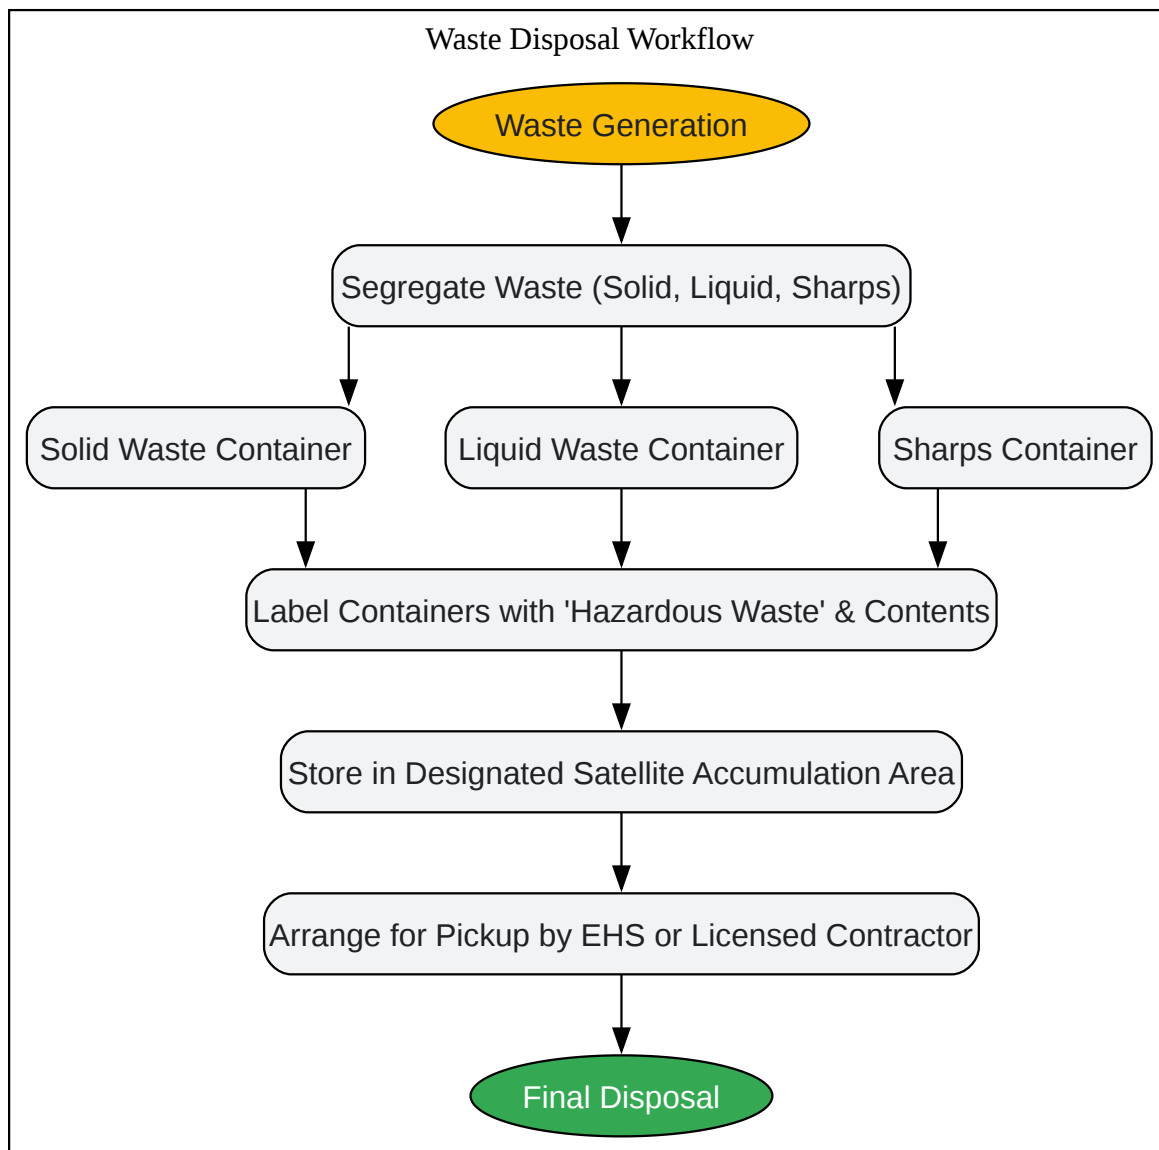 Waste Disposal Workflow
Waste Generation
Segregate Waste (Solid, Liquid, Sharps)
Solid Waste Container
Liquid Waste Container
Sharps Container
Label Containers with 'Hazardous Waste' & Contents
Store in Designated Satellite Accumulation Area
Arrange for Pickup by EHS or Licensed Contractor
Final Disposal